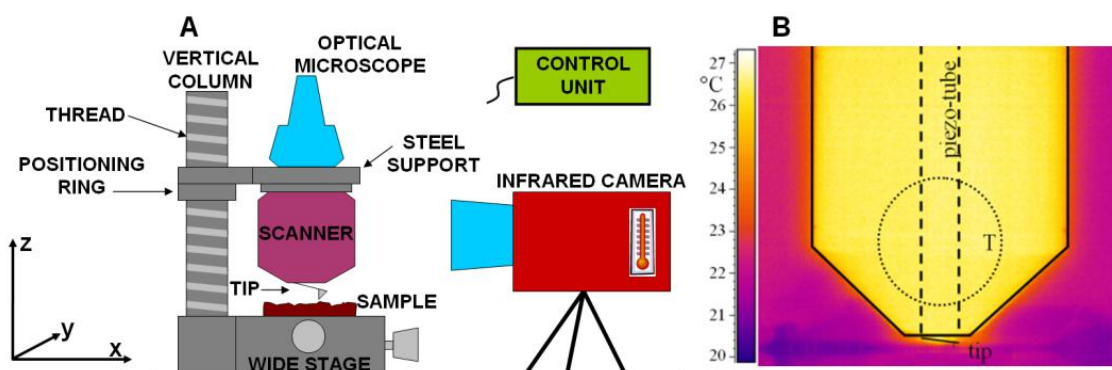 A
VERTICAL
COLUMN
OPTICAL
MICROSCOPE
THREAD
POSITIONING
RING
STEEL
SUPPORT
CONTROL
UNIT
INFRARED CAMERA
SCANNER
TIP
SAMPLE
WIDE STAGE
z
y
x
B
27
°C
26
25
24
23
22
21
20
piezo-tube
T
tip